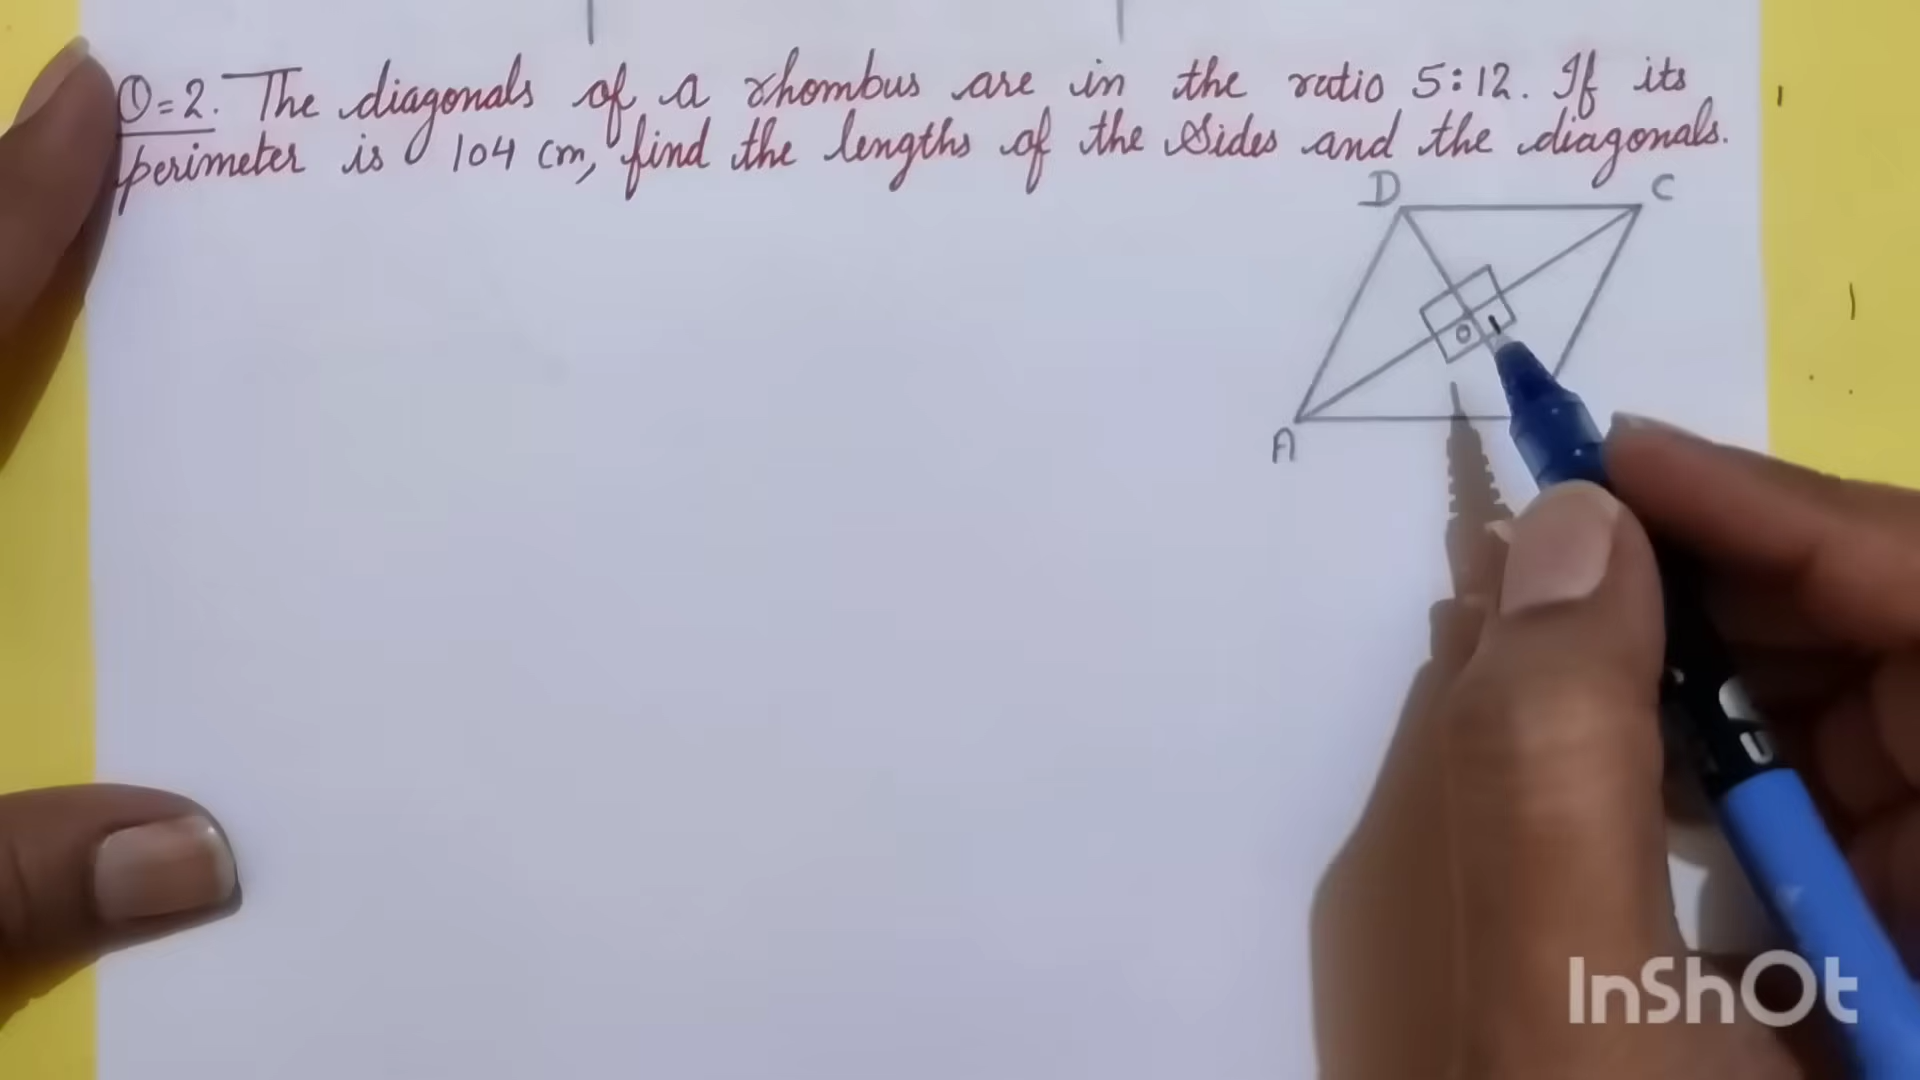 Q=2. The diagonals of a rhombus are in the ratio 5:12. If its
perimeter is 104 cm, find the lengths of the sides and the diagonals.
D C
O
A
InShOt